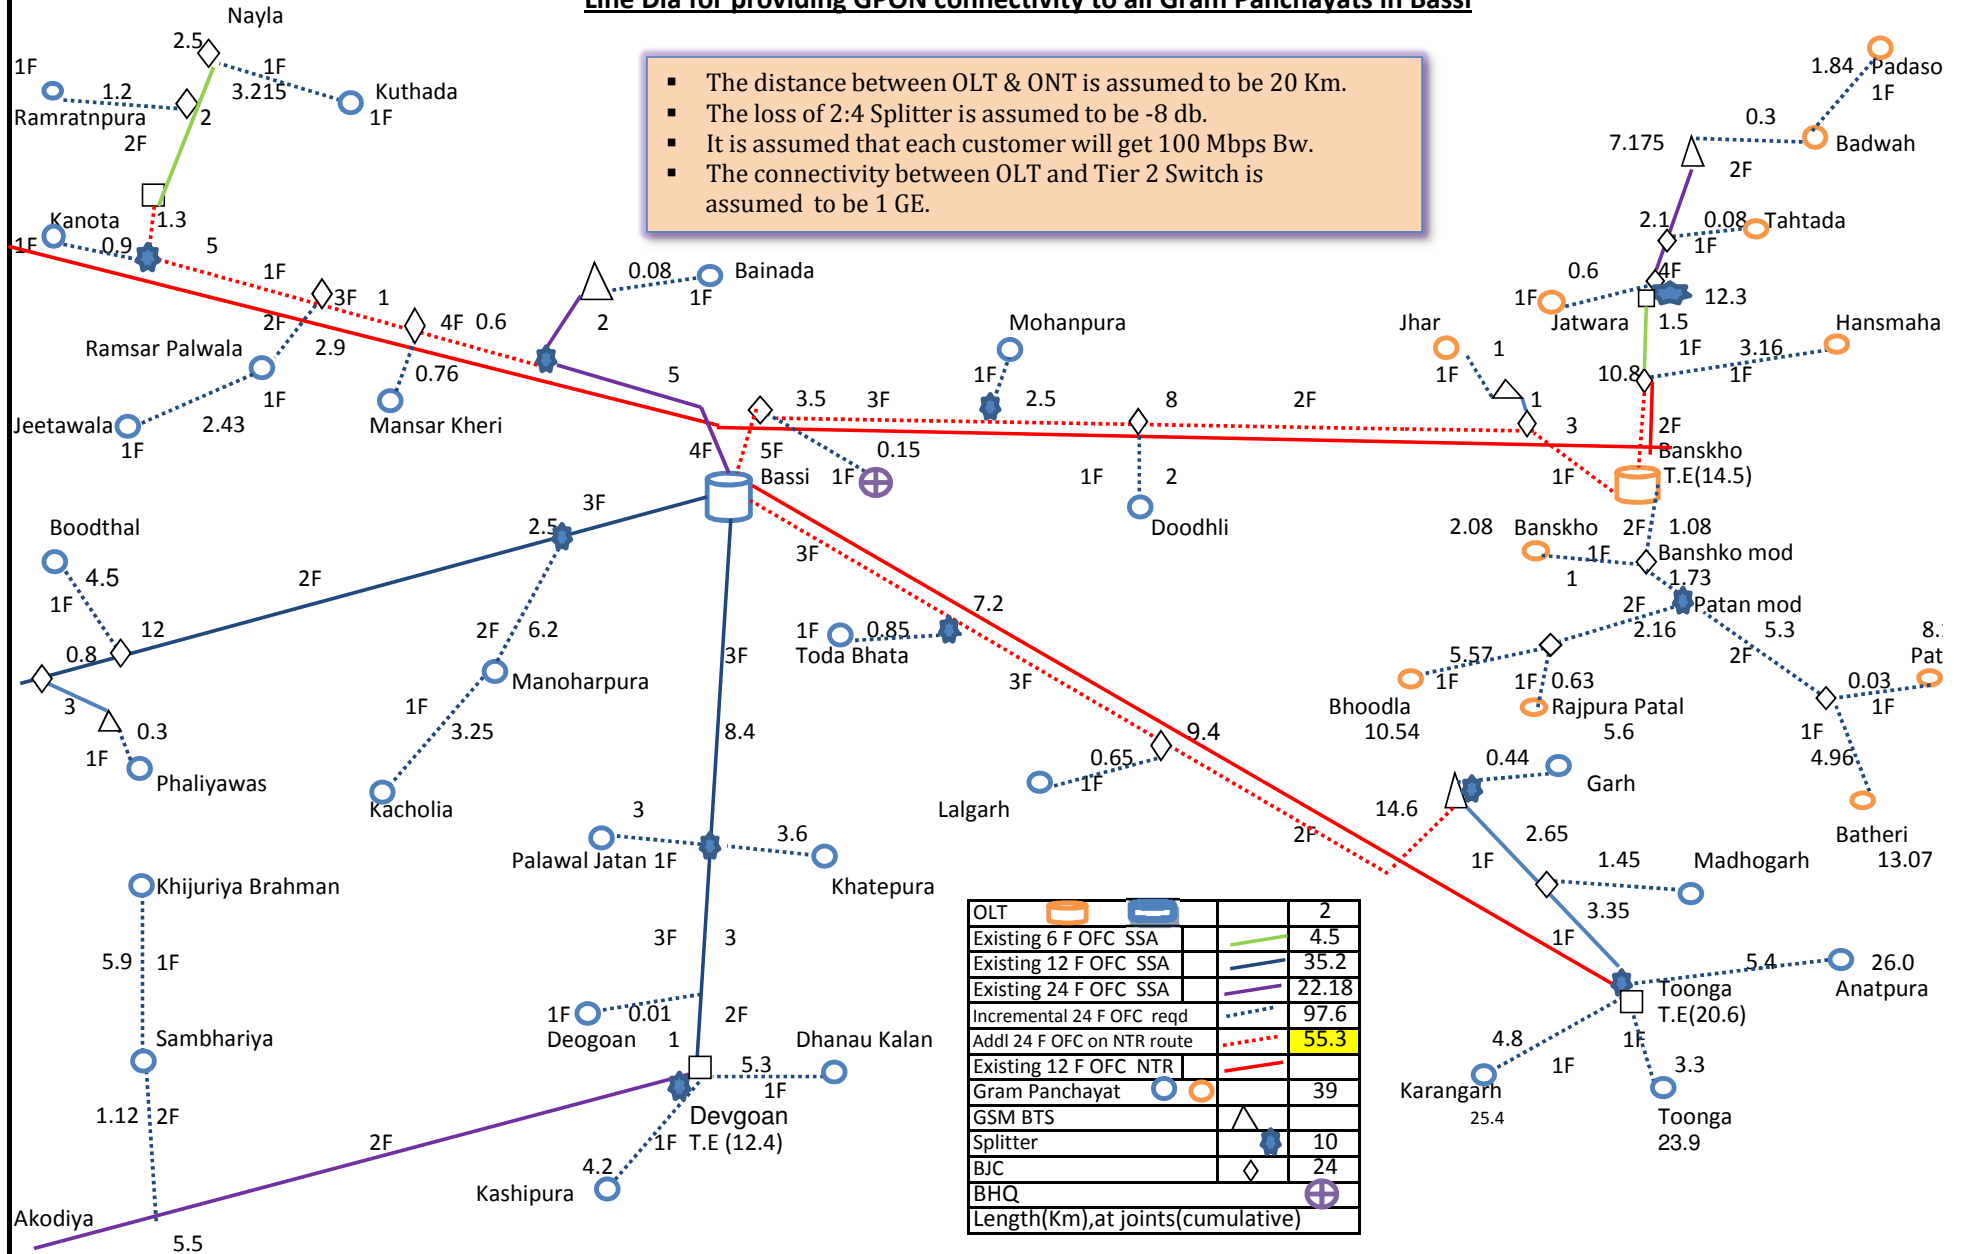 Line Dia for providing GPON connectivity to all Gram Panchayats in Bassi
▪ The distance between OLT & ONT is assumed to be 20 Km.
▪ The loss of 2:4 Splitter is assumed to be -8 db.
▪ It is assumed that each customer will get 100 Mbps Bw.
▪ The connectivity between OLT and Tier 2 Switch is
assumed to be 1 GE.
Nayla
2.5
1F
1F
1.2
3.215
Kuthada
1F
Ramratnpura
2
2F
Kanota
1.3
1F
0.9
5
1F
3F
1
2F
4F
0.6
Ramsar Palwala
2.9
0.76
1F
Jeetawala
2.43
1F
Mansar Kheri
0.08
Bainada
1F
2
5
4F
5F
Bassi
3.5
3F
1F
0.15
Mohanpura
1F
2.5
8
2F
1F
2
Doodhli
Jhar
1
1F
1
3
1F
1.84
Padaso
1F
0.3
7.175
Badwah
2F
2.1
0.08
Tahtada
1F
0.6
4F
1F
12.3
Jatwara
1.5
Hansmahal
1F
3.16
10.8
1F
2F
Banskho
T.E(14.5)
2.08
Banskho
2F
1.08
1F
Banshko mod
1
1.73
2F
Patan mod
2.16
5.3
8.
Pat
2F
5.57
1F
1F
0.63
0.03
1F
Bhoodla
Rajpura Patal
10.54
5.6
1F
4.96
Batheri
13.07
Boodthal
4.5
1F
2.5
3F
2F
12
0.8
3
0.3
1F
Phaliyawas
2F
6.2
Manoharpura
1F
3.25
Kacholia
3F
8.4
3
3.6
Palawal Jatan
1F
Khatepura
3F
3
1F
0.01
2F
Deogoan
1
Dhanau Kalan
5.3
1F
Devgoan
T.E (12.4)
1F
4.2
Kashipura
Khijuriya Brahman
5.9
1F
Sambhariya
1.12
2F
2F
Akodiya
5.5
3F
7.2
1F
0.85
Toda Bhata
3F
9.4
0.65
1F
Lalgarh
2F
14.6
0.44
Garh
2.65
1F
1.45
Madhogarh
3.35
1F
5.4
26.0
Anatpura
Toonga
T.E(20.6)
4.8
1F
1F
3.3
Karangarh
25.4
Toonga
23.9
OLT 2
Existing 6 F OFC SSA 4.5
Existing 12 F OFC SSA 35.2
Existing 24 F OFC SSA 22.18
Incremental 24 F OFC reqd 97.6
Addl 24 F OFC on NTR route 55.3
Existing 12 F OFC NTR
Gram Panchayat 39
GSM BTS
Splitter 10
BJC 24
BHQ
Length(Km),at joints(cumulative)